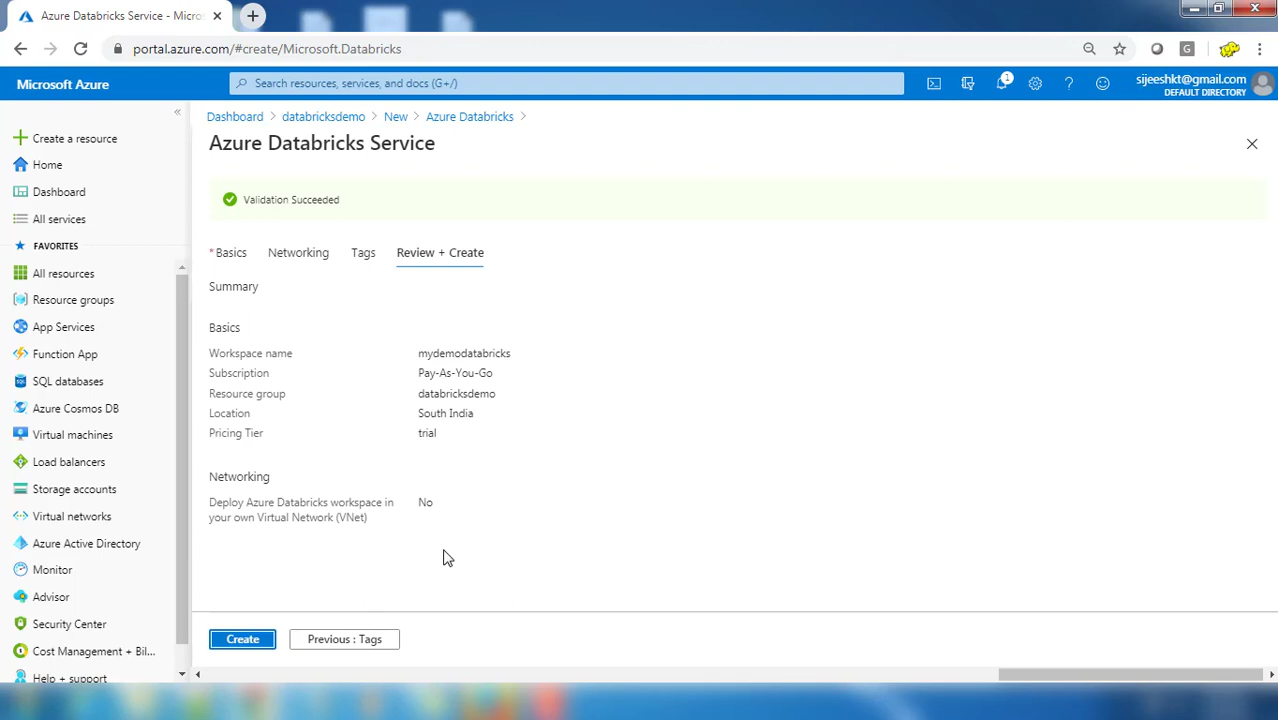 Azure Databricks Service - Micros
portal.azure.com/#create/Microsoft.Databricks
G
Microsoft Azure
Search resources, services, and docs (G+/)
1
sijeeshkt@gmail.com
DEFAULT DIRECTORY
Create a resource
Home
Dashboard
All services
FAVORITES
All resources
Resource groups
App Services
Function App
SQL databases
Azure Cosmos DB
Virtual machines
Load balancers
Storage accounts
Virtual networks
Azure Active Directory
Monitor
Advisor
Security Center
Cost Management + Bil...
Help + support
Dashboard > databricksdemo > New > Azure Databricks >
Azure Databricks Service
Validation Succeeded
* Basics Networking Tags Review + Create
Summary
Basics
Workspace name mydemodatabricks
Subscription Pay-As-You-Go
Resource group databricksdemo
Location South India
Pricing Tier trial
Networking
Deploy Azure Databricks workspace in No
your own Virtual Network (VNet)
Create Previous : Tags